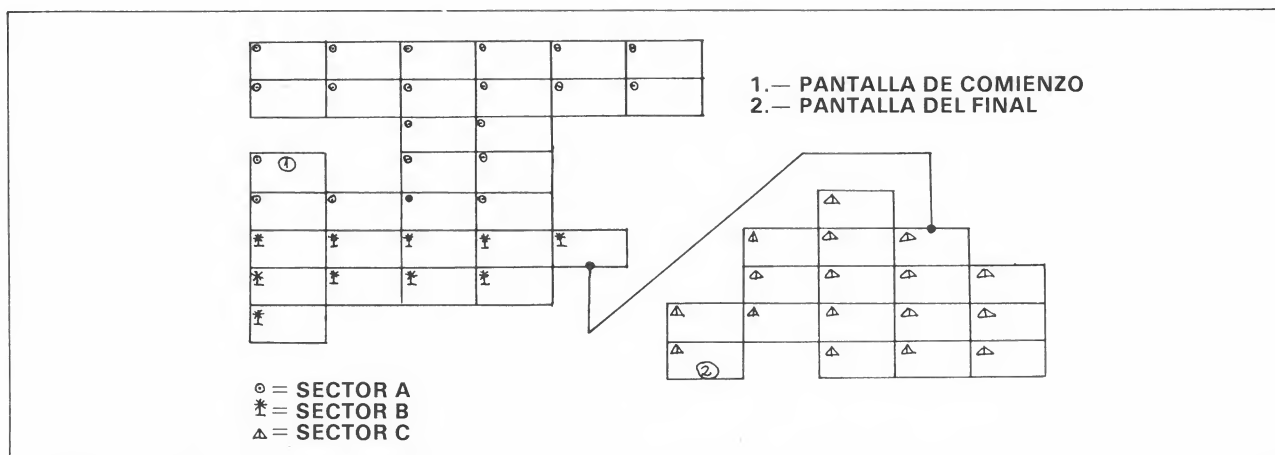 1.— PANTALLA DE COMIENZO
2.— PANTALLA DEL FINAL
1
2
= SECTOR A
= SECTOR B
= SECTOR C